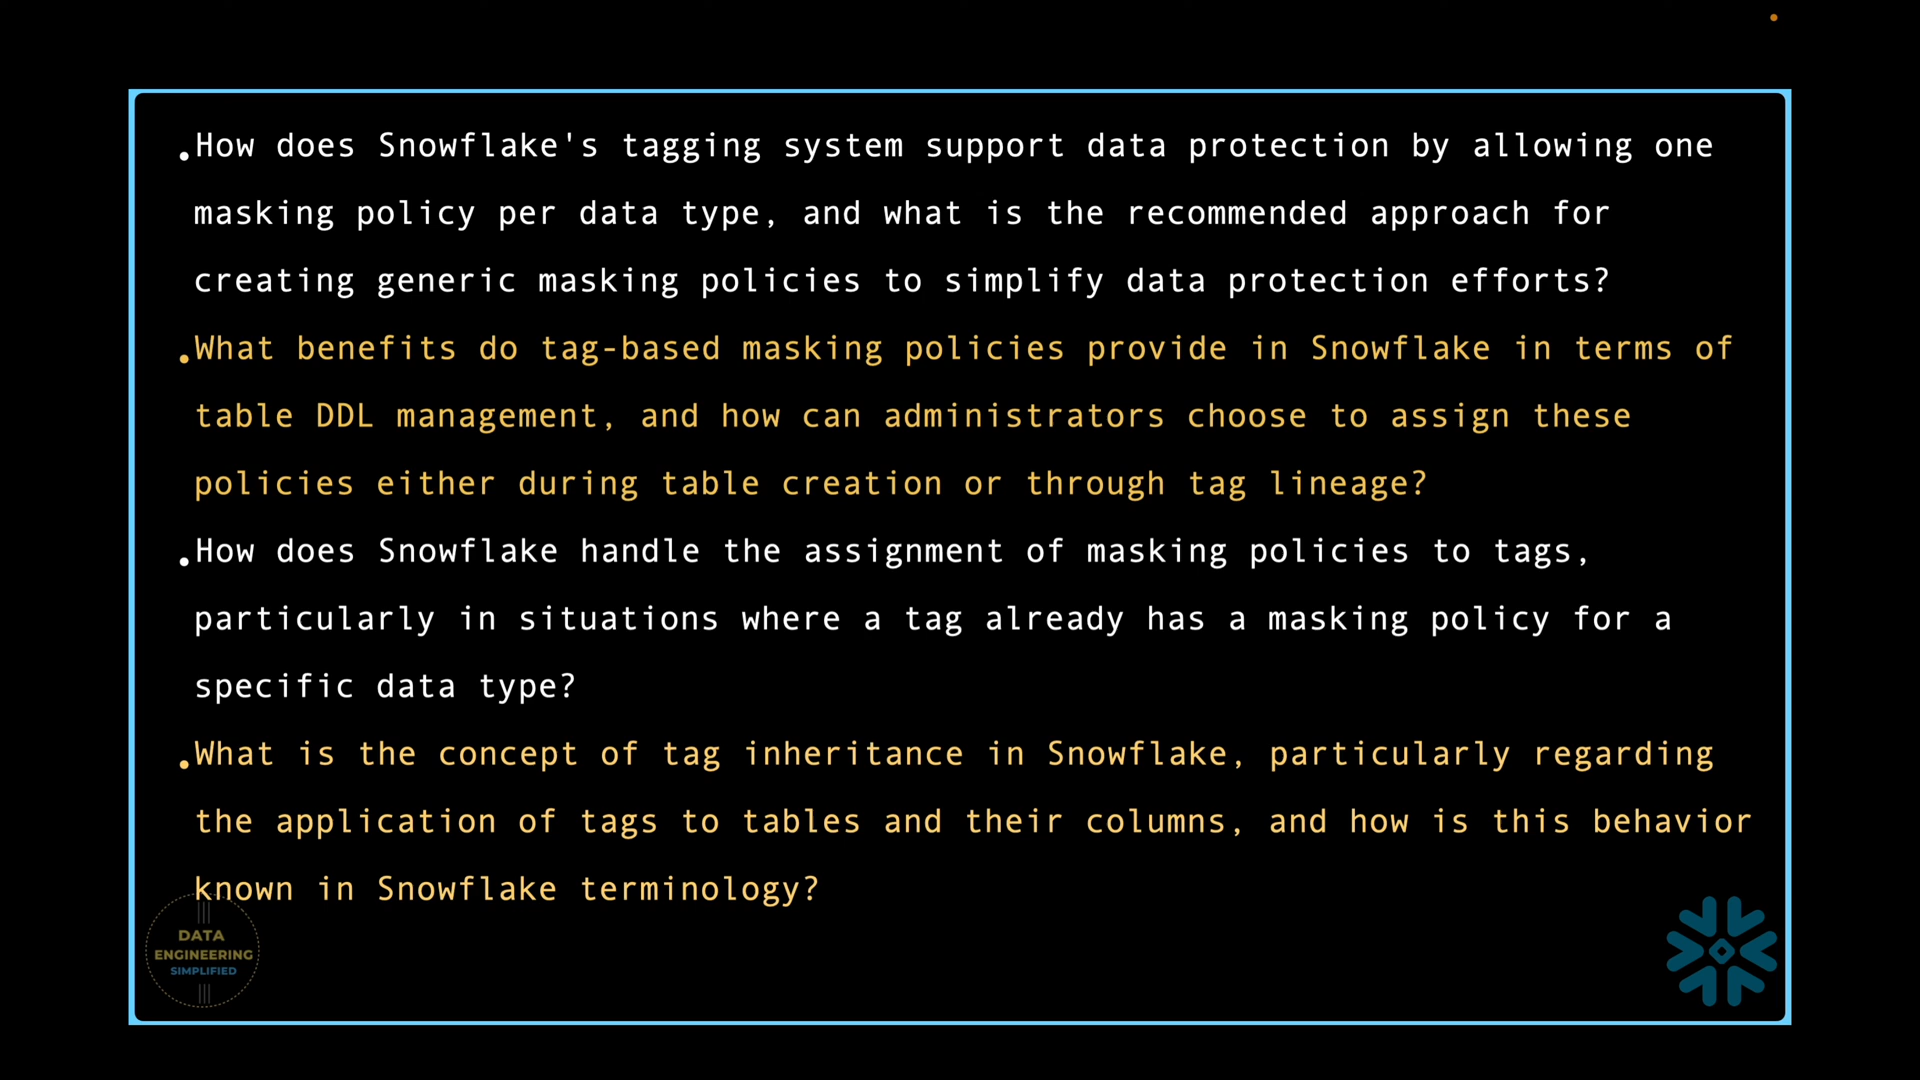 •How does Snowflake's tagging system support data protection by allowing one
masking policy per data type, and what is the recommended approach for
creating generic masking policies to simplify data protection efforts?
•What benefits do tag-based masking policies provide in Snowflake in terms of
table DDL management, and how can administrators choose to assign these
policies either during table creation or through tag lineage?
•How does Snowflake handle the assignment of masking policies to tags,
particularly in situations where a tag already has a masking policy for a
specific data type?
•What is the concept of tag inheritance in Snowflake, particularly regarding
the application of tags to tables and their columns, and how is this behavior
known in Snowflake terminology?
DATA
ENGINEERING
SIMPLIFIED